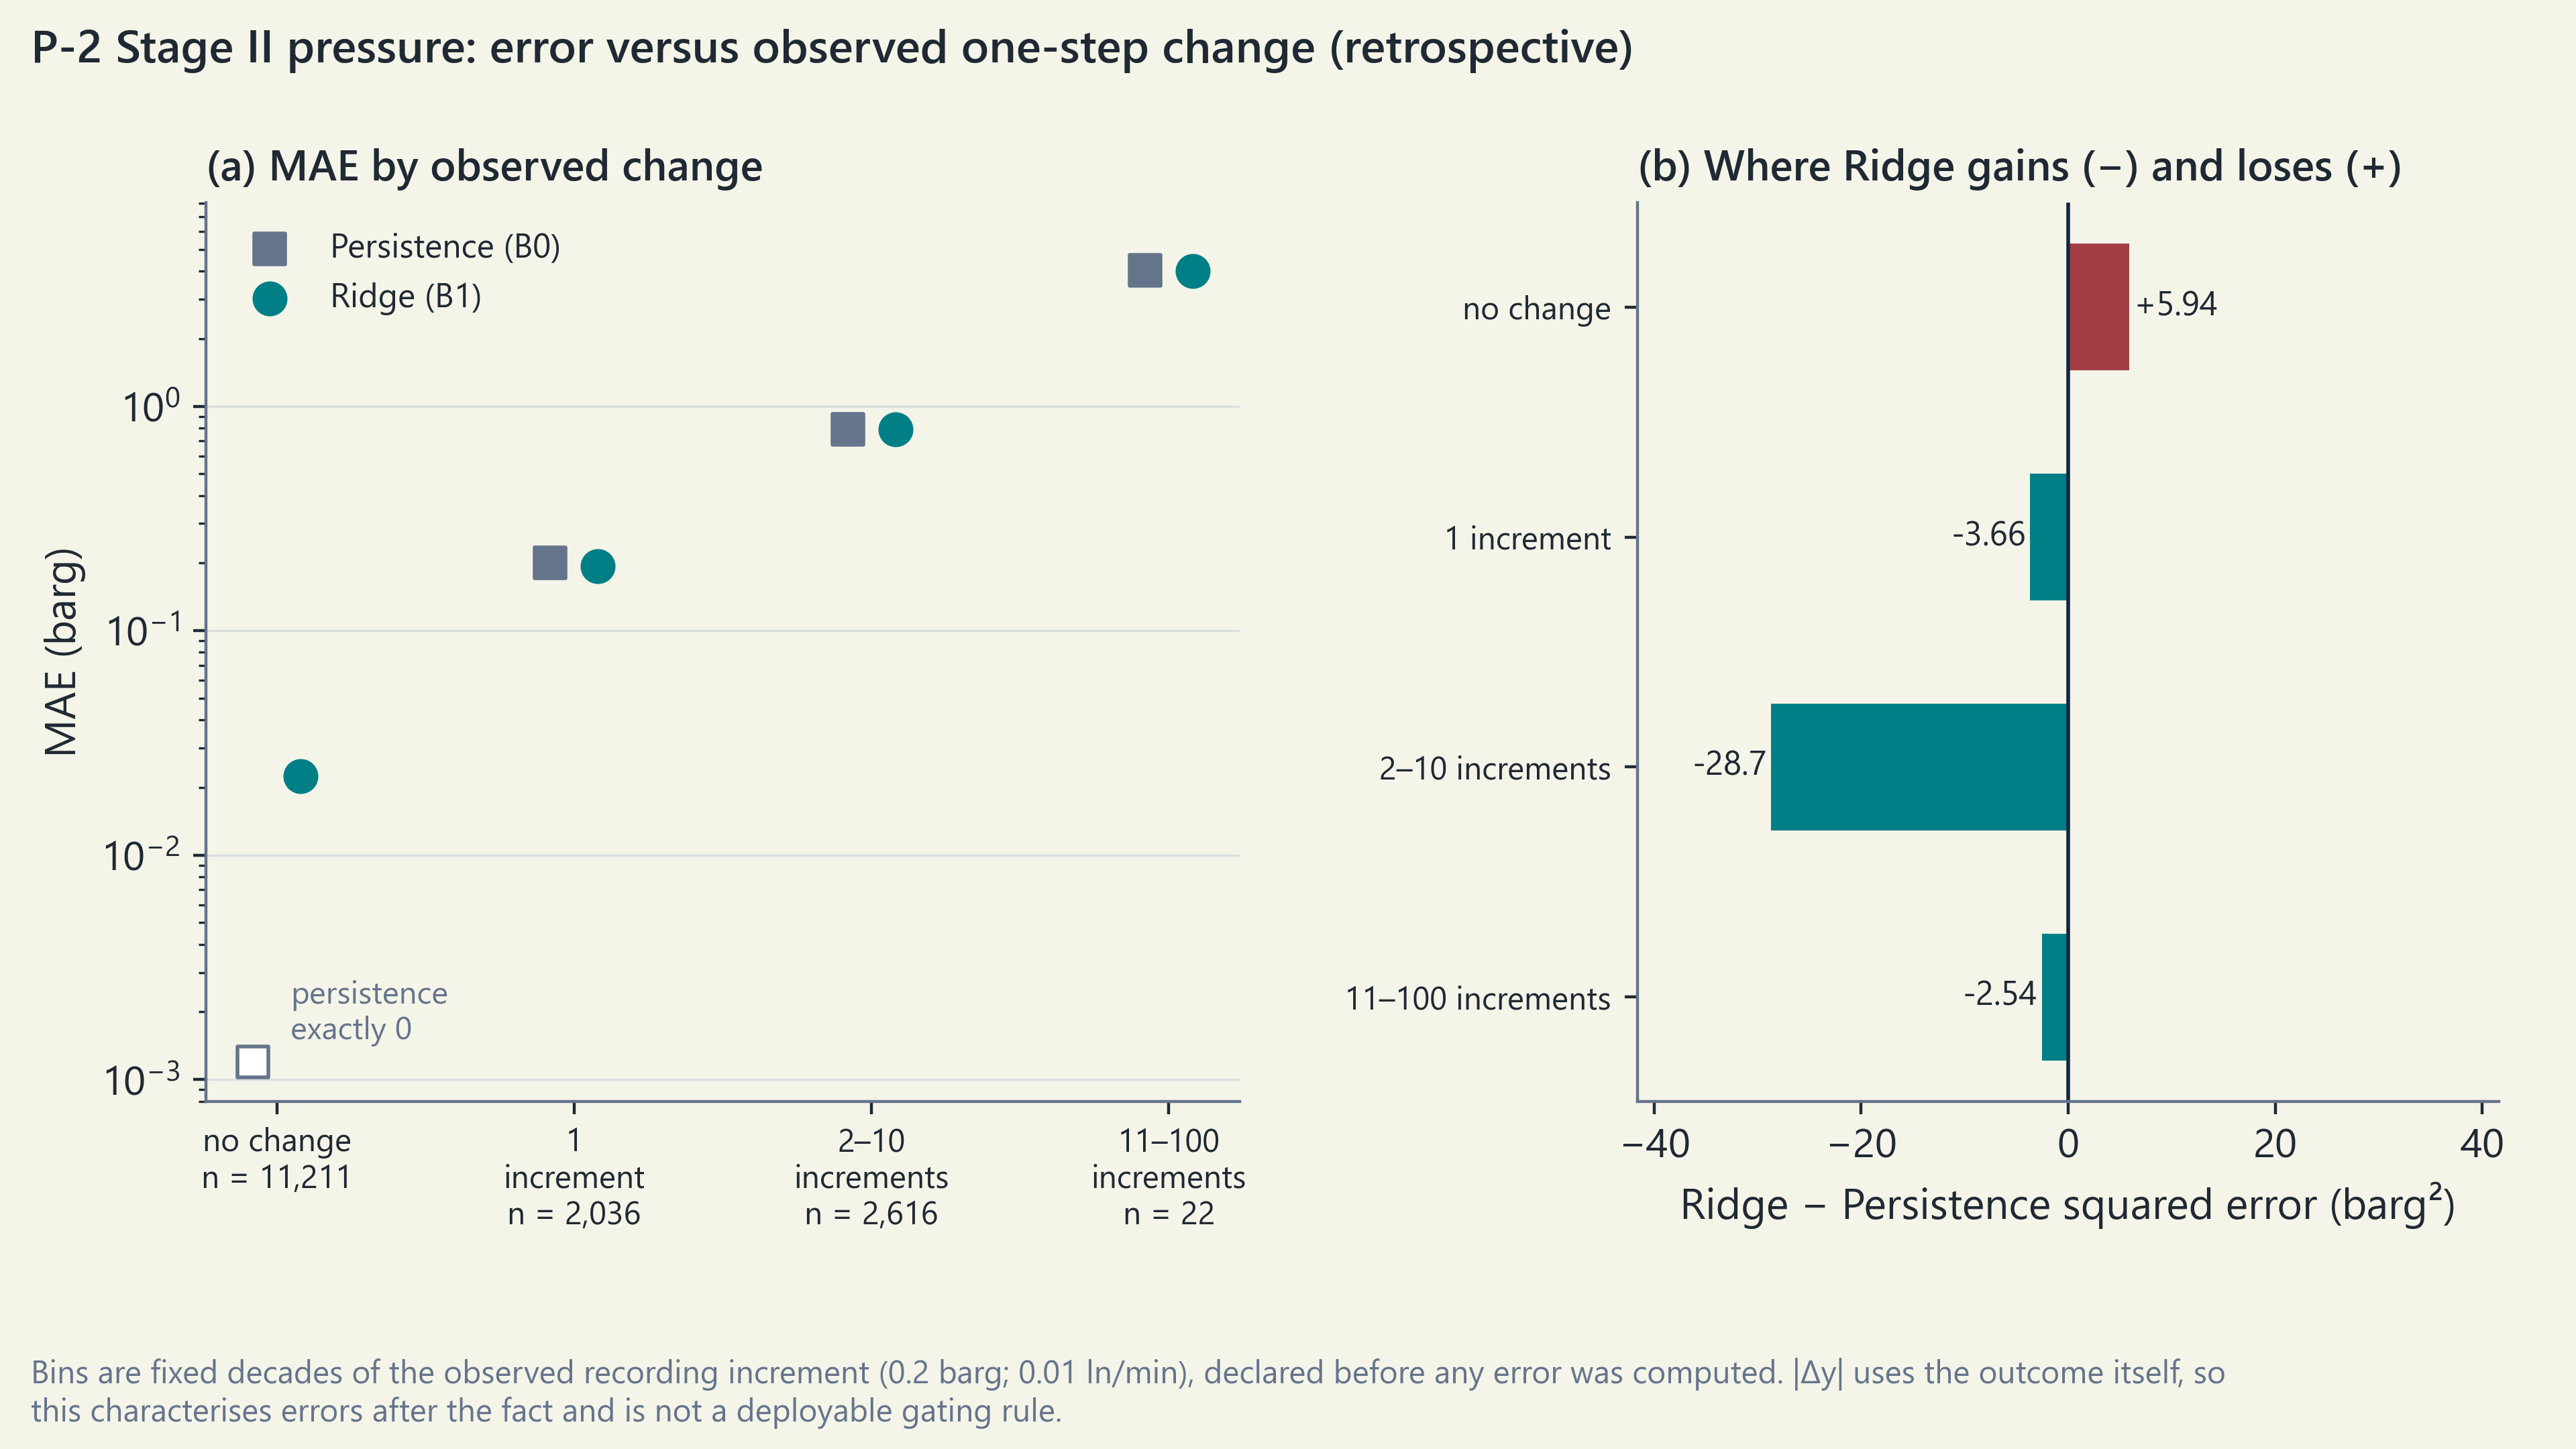 P-2 Stage II pressure: error versus observed one-step change (retrospective)
(a) MAE by observed change
Persistence (B0)
Ridge (B1)
MAE (barg)
10⁰
10⁻¹
10⁻²
10⁻³
persistence
exactly 0
no change
n = 11,211
1
increment
n = 2,036
2–10
increments
n = 2,616
11–100
increments
n = 22
(b) Where Ridge gains (−) and loses (+)
no change
1 increment
2–10 increments
11–100 increments
+5.94
-3.66
-28.7
-2.54
−40
−20
0
20
40
Ridge − Persistence squared error (barg²)
Bins are fixed decades of the observed recording increment (0.2 barg; 0.01 ln/min), declared before any error was computed. |Δy| uses the outcome itself, so
this characterises errors after the fact and is not a deployable gating rule.